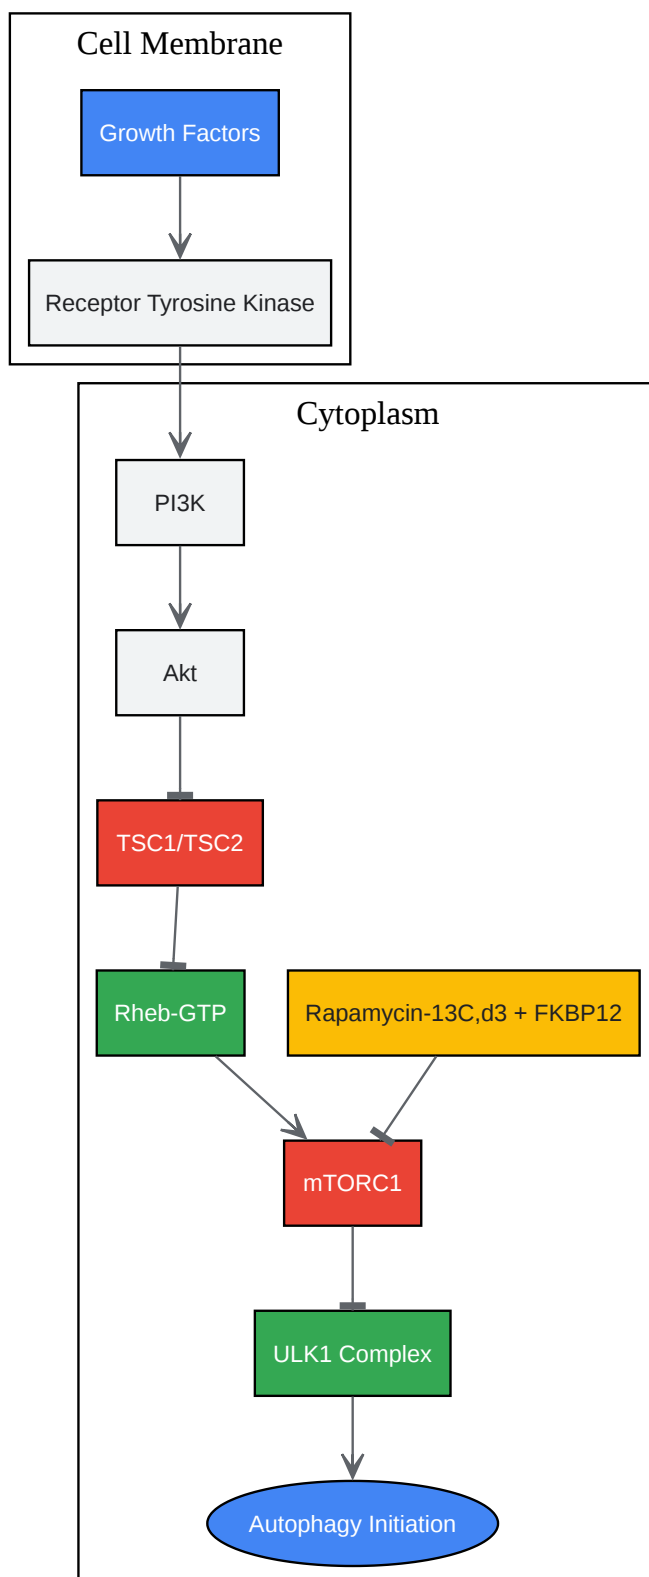 Cell Membrane
Growth Factors
Receptor Tyrosine Kinase
Cytoplasm
PI3K
Akt
TSC1/TSC2
Rheb-GTP
Rapamycin-13C,d3 + FKBP12
mTORC1
ULK1 Complex
Autophagy Initiation